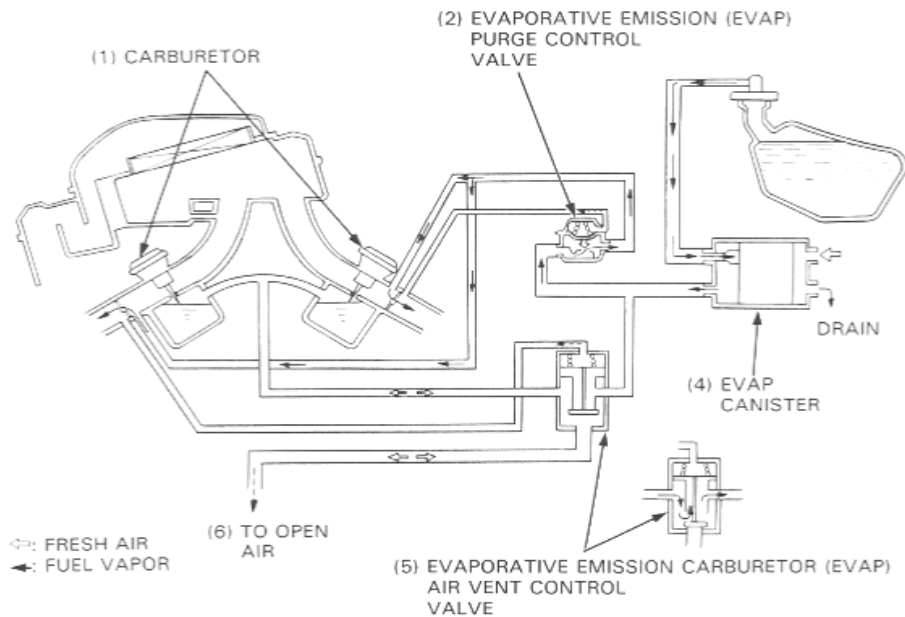 (2) EVAPORATIVE EMISSION (EVAP)
PURGE CONTROL
VALVE
(1) CARBURETOR
DRAIN
(4) EVAP
CANISTER
(6) TO OPEN
AIR
⇦: FRESH AIR
←: FUEL VAPOR
(5) EVAPORATIVE EMISSION CARBURETOR (EVAP)
AIR VENT CONTROL
VALVE